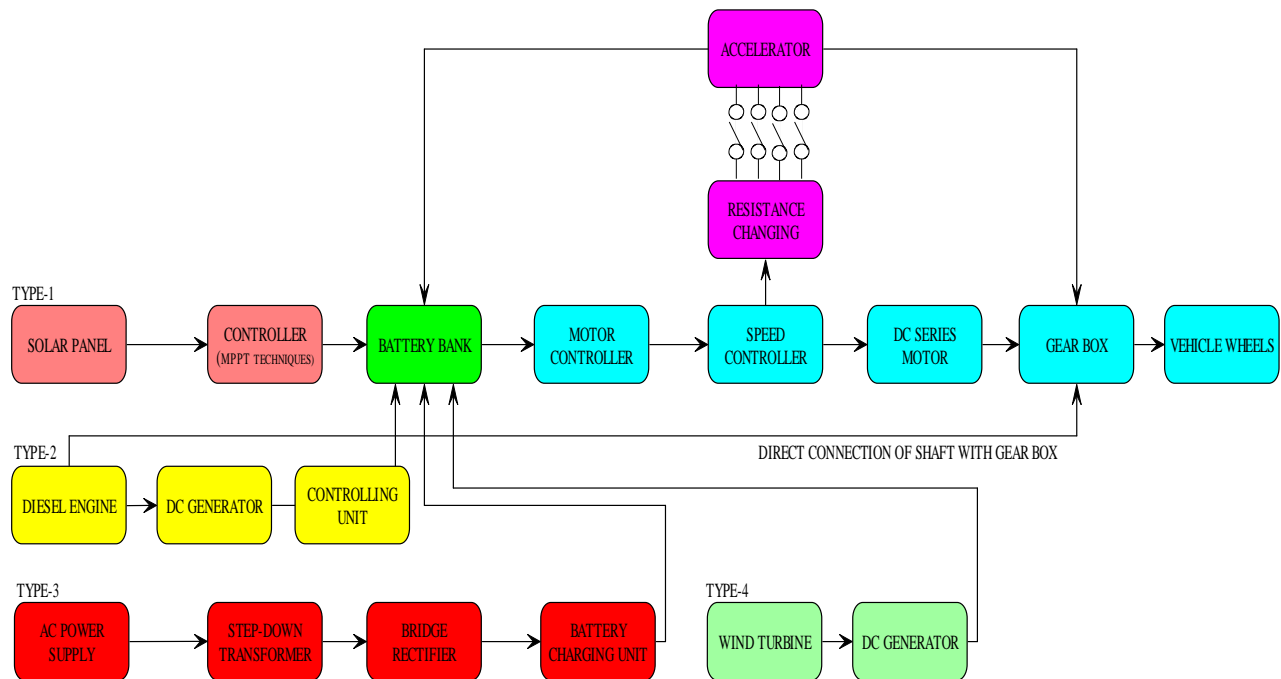 ACCELERATOR
RESISTANCE
CHANGING
TYPE-1
SOLAR PANEL
CONTROLLER
(MPPT TECHNIQUES)
BATTERY BANK
MOTOR
CONTROLLER
SPEED
CONTROLLER
DC SERIES
MOTOR
GEAR BOX
VEHICLE WHEELS
TYPE-2
DIRECT CONNECTION OF SHAFT WITH GEAR BOX
DIESEL ENGINE
DC GENERATOR
CONTROLLING
UNIT
TYPE-3
AC POWER
SUPPLY
STEP-DOWN
TRANSFORMER
BRIDGE
RECTIFIER
BATTERY
CHARGING UNIT
TYPE-4
WIND TURBINE
DC GENERATOR